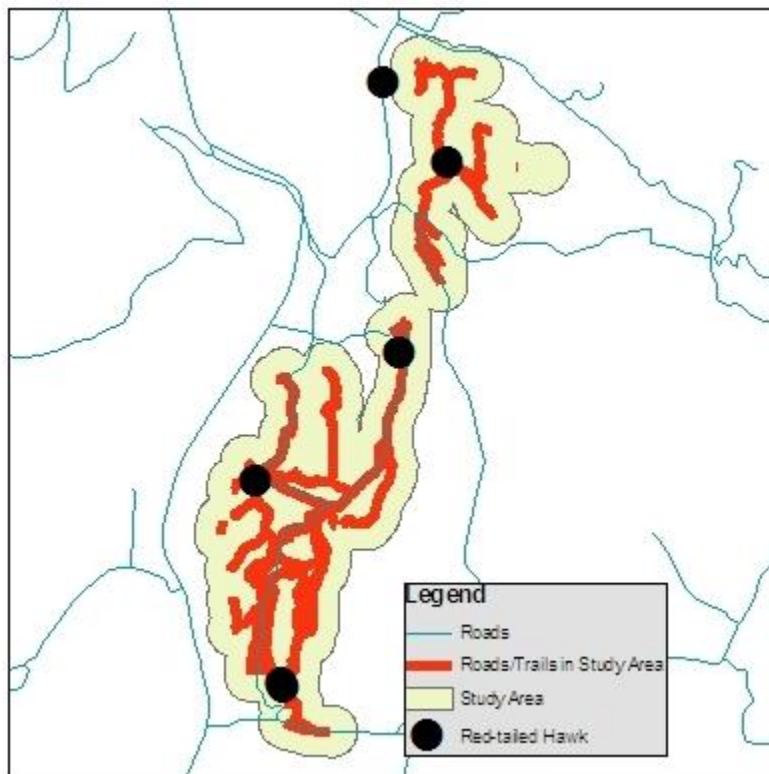 Legend
Roads
Roads/Trails in Study Area
Study Area
Red-tailed Hawk